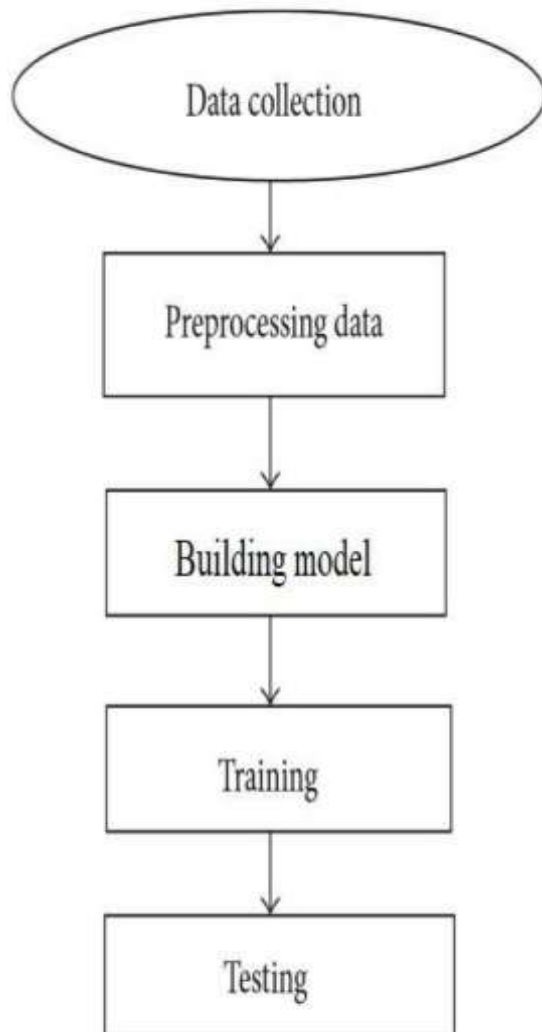 Data collection
Preprocessing data
Building model
Training
Testing